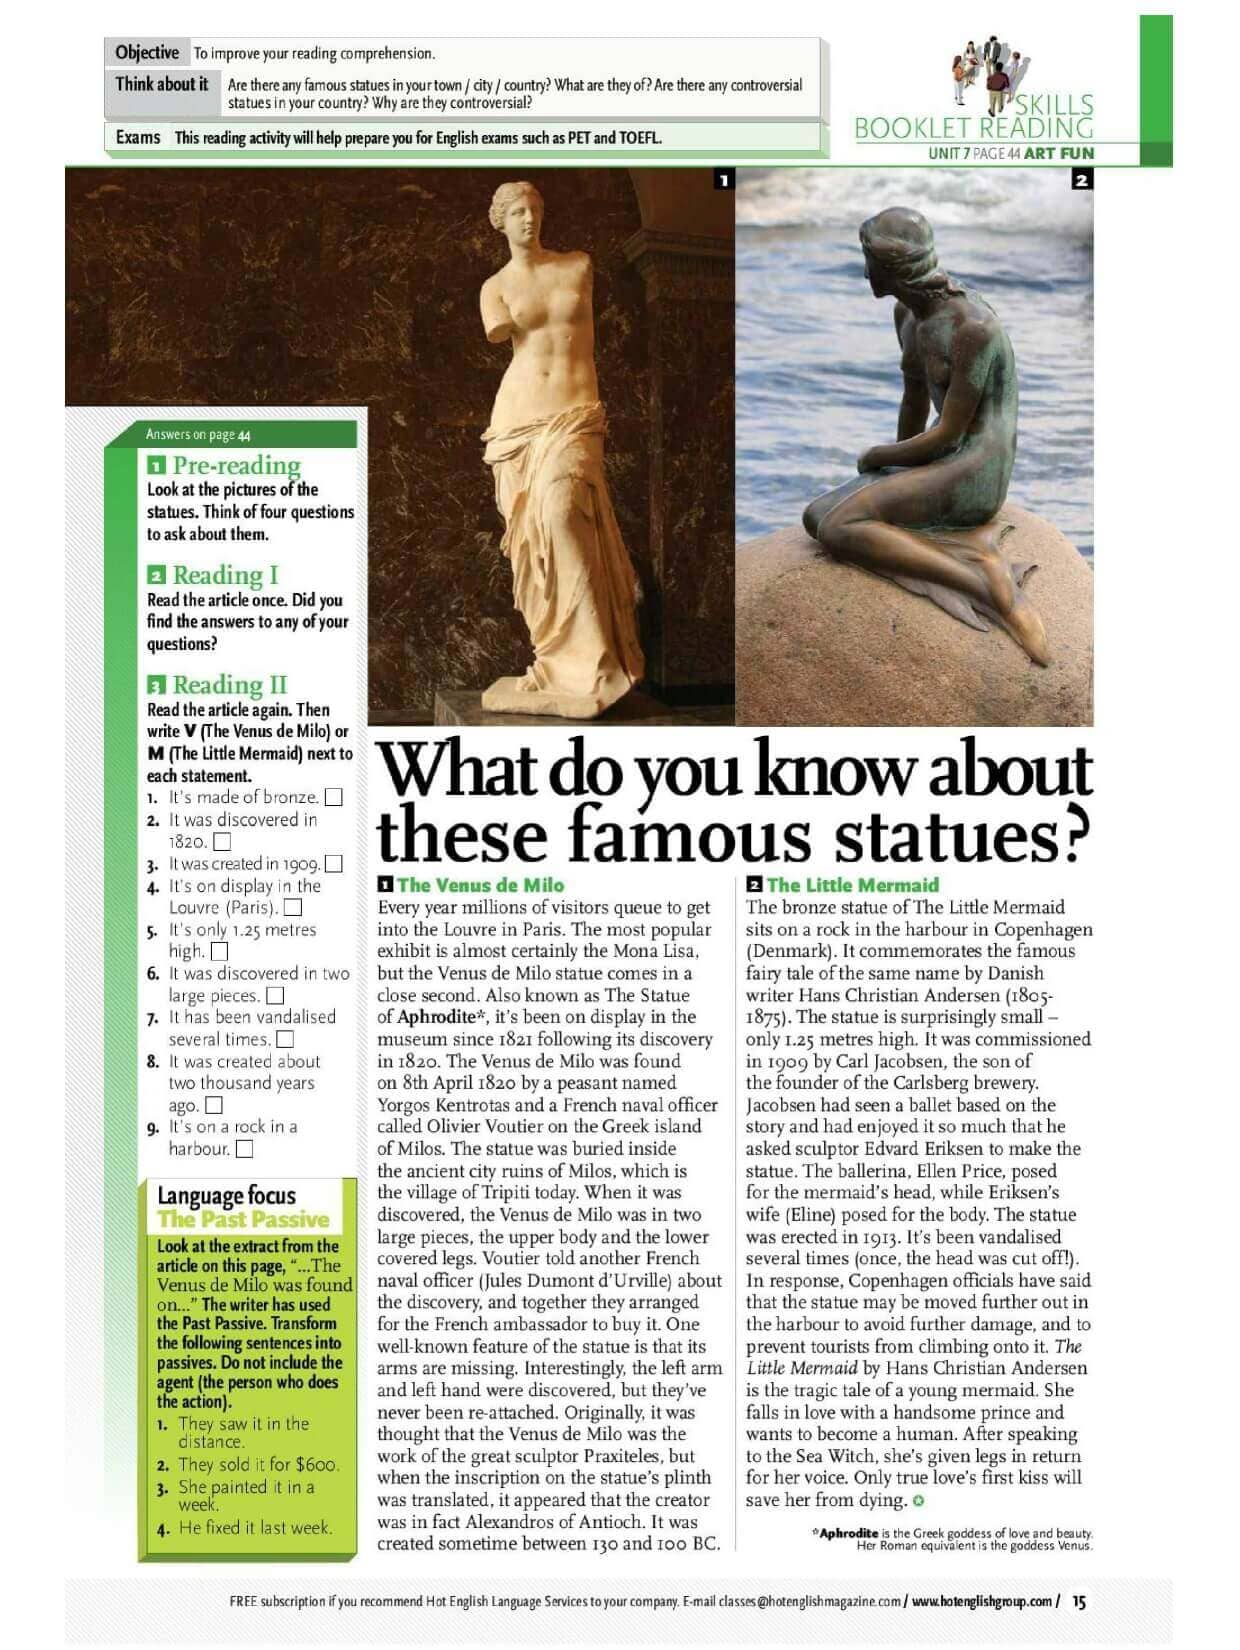 Objective To improve your reading comprehension.
Think about it Are there any famous statues in your town / city / country? What are they of? Are there any controversial
statues in your country? Why are they controversial?
Exams This reading activity will help prepare you for English exams such as PET and TOEFL.
SKILLS
BOOKLET READING
UNIT 7 PAGE 44 ART FUN
1
2
Answers on page 44
1 Pre-reading
Look at the pictures of the
statues. Think of four questions
to ask about them.
2 Reading I
Read the article once. Did you
find the answers to any of your
questions?
3 Reading II
Read the article again. Then
write V (The Venus de Milo) or
M (The Little Mermaid) next to
each statement.
1. It's made of bronze.
2. It was discovered in
1820.
3. It was created in 1909.
4. It's on display in the
Louvre (Paris).
5. It's only 1.25 metres
high.
6. It was discovered in two
large pieces.
7. It has been vandalised
several times.
8. It was created about
two thousand years
ago.
9. It's on a rock in a
harbour.
Language focus
The Past Passive
Look at the extract from the
article on this page, “...The
Venus de Milo was found
on...” The writer has used
the Past Passive. Transform
the following sentences into
passives. Do not include the
agent (the person who does
the action).
1. They saw it in the
distance.
2. They sold it for $600.
3. She painted it in a
week.
4. He fixed it last week.
What do you know about
these famous statues?
1 The Venus de Milo
Every year millions of visitors queue to get
into the Louvre in Paris. The most popular
exhibit is almost certainly the Mona Lisa,
but the Venus de Milo statue comes in a
close second. Also known as The Statue
of Aphrodite*, it's been on display in the
museum since 1821 following its discovery
in 1820. The Venus de Milo was found
on 8th April 1820 by a peasant named
Yorgos Kentrotas and a French naval officer
called Olivier Voutier on the Greek island
of Milos. The statue was buried inside
the ancient city ruins of Milos, which is
the village of Tripiti today. When it was
discovered, the Venus de Milo was in two
large pieces, the upper body and the lower
covered legs. Voutier told another French
naval officer (Jules Dumont d'Urville) about
the discovery, and together they arranged
for the French ambassador to buy it. One
well-known feature of the statue is that its
arms are missing. Interestingly, the left arm
and left hand were discovered, but they've
never been re-attached. Originally, it was
thought that the Venus de Milo was the
work of the great sculptor Praxiteles, but
when the inscription on the statue's plinth
was translated, it appeared that the creator
was in fact Alexandros of Antioch. It was
created sometime between 130 and 100 BC.
2 The Little Mermaid
The bronze statue of The Little Mermaid
sits on a rock in the harbour in Copenhagen
(Denmark). It commemorates the famous
fairy tale of the same name by Danish
writer Hans Christian Andersen (1805-
1875). The statue is surprisingly small –
only 1.25 metres high. It was commissioned
in 1909 by Carl Jacobsen, the son of
the founder of the Carlsberg brewery.
Jacobsen had seen a ballet based on the
story and had enjoyed it so much that he
asked sculptor Edvard Eriksen to make the
statue. The ballerina, Ellen Price, posed
for the mermaid's head, while Eriksen's
wife (Eline) posed for the body. The statue
was erected in 1913. It's been vandalised
several times (once, the head was cut off!).
In response, Copenhagen officials have said
that the statue may be moved further out in
the harbour to avoid further damage, and to
prevent tourists from climbing onto it. The
Little Mermaid by Hans Christian Andersen
is the tragic tale of a young mermaid. She
falls in love with a handsome prince and
wants to become a human. After speaking
to the Sea Witch, she's given legs in return
for her voice. Only true love's first kiss will
save her from dying.
*Aphrodite is the Greek goddess of love and beauty.
Her Roman equivalent is the goddess Venus.
FREE subscription if you recommend Hot English Language Services to your company. E-mail classes@hotenglishmagazine.com / www.hotenglishgroup.com / 15